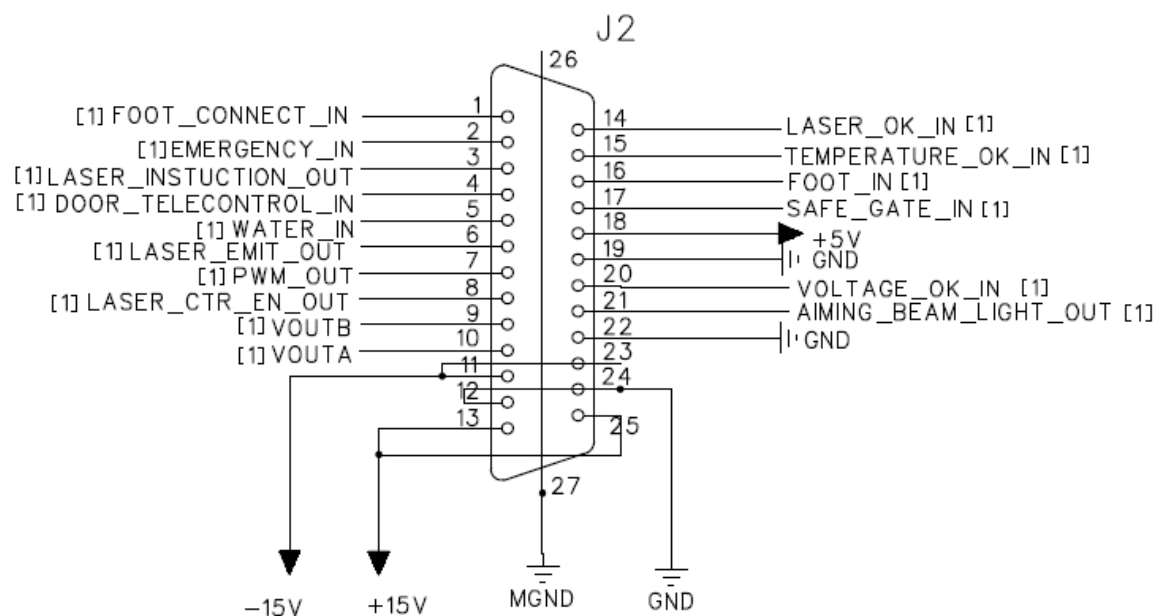 J2
26
[1] FOOT_CONNECT_IN 1
[1]EMERGENCY_IN 2
[1]LASER_INSTUCTION_OUT 3
[1] DOOR_TELECONTROL_IN 4
[1] WATER_IN 5
[1]LASER_EMIT_OUT 6
[1]PWM_OUT 7
[1] LASER_CTR_EN_OUT 8
[1] VOUTB 9
[1]VOUTA 10
11
12
13
14 LASER_OK_IN [1]
15 TEMPERATURE_OK_IN [1]
16 FOOT_IN [1]
17 SAFE_GATE_IN [1]
18 +5V
19 GND
20 VOLTAGE_OK_IN [1]
21 AIMING_BEAM_LIGHT_OUT [1]
22 GND
23
24
25
27
-15V +15V MGND GND